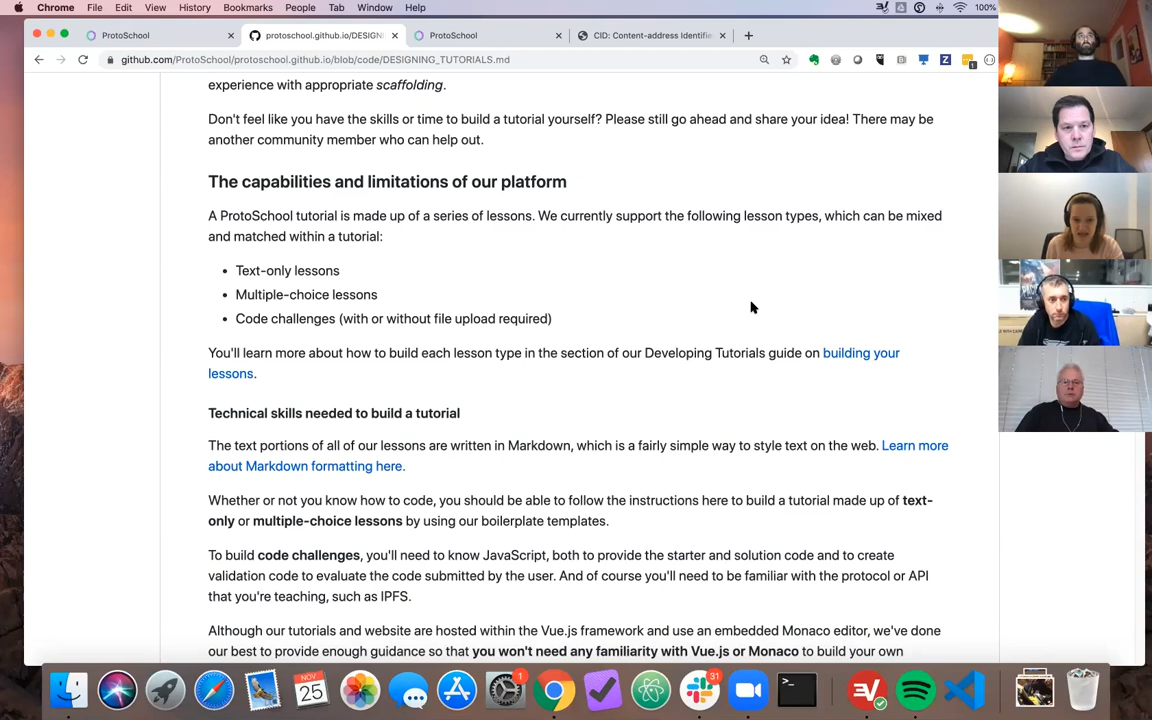 Chrome File Edit View History Bookmarks People Tab Window Help 100%
ProtoSchool protoschool.github.io/DESIGN ProtoSchool CID: Content-address Identifie
github.com/ProtoSchool/protoschool.github.io/blob/code/DESIGNING_TUTORIALS.md
experience with appropriate scaffolding.
Don't feel like you have the skills or time to build a tutorial yourself? Please still go ahead and share your idea! There may be
another community member who can help out.
The capabilities and limitations of our platform
A ProtoSchool tutorial is made up of a series of lessons. We currently support the following lesson types, which can be mixed
and matched within a tutorial:
• Text-only lessons
• Multiple-choice lessons
• Code challenges (with or without file upload required)
You'll learn more about how to build each lesson type in the section of our Developing Tutorials guide on building your
lessons.
Technical skills needed to build a tutorial
The text portions of all of our lessons are written in Markdown, which is a fairly simple way to style text on the web. Learn more
about Markdown formatting here.
Whether or not you know how to code, you should be able to follow the instructions here to build a tutorial made up of text-
only or multiple-choice lessons by using our boilerplate templates.
To build code challenges, you'll need to know JavaScript, both to provide the starter and solution code and to create
validation code to evaluate the code submitted by the user. And of course you'll need to be familiar with the protocol or API
that you're teaching, such as IPFS.
Although our tutorials and website are hosted within the Vue.js framework and use an embedded Monaco editor, we've done
our best to provide enough guidance so that you won't need any familiarity with Vue.js or Monaco to build your own
NOV
25
1
31